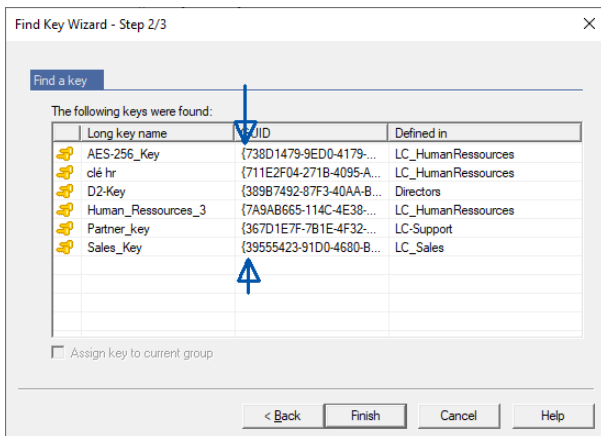 Find Key Wizard - Step 2/3
Find a key
The following keys were found:
Long key name GUID Defined in
AES-256_Key {738D1479-9ED0-4179-... LC_HumanRessources
clé hr {711E2F04-271B-4095-A... LC_HumanRessources
D2-Key {389B7492-87F3-40AA-B... Directors
Human_Ressources_3 {7A9AB665-114C-4E38-... LC_HumanRessources
Partner_key {367D1E7F-7B1E-4F32-... LC-Support
Sales_Key {39555423-91D0-4680-B... LC_Sales
Assign key to current group
< Back Finish Cancel Help